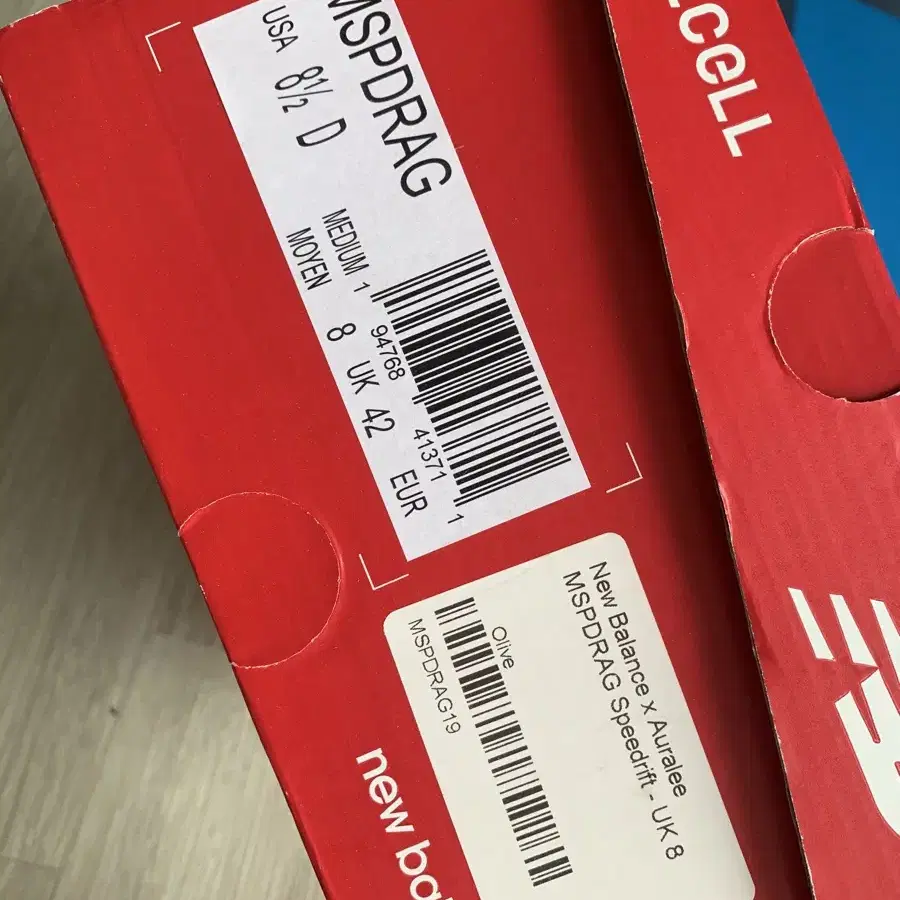 MSPDRAG
USA 8½ D
MEDIUM
MOYEN
8 UK 42 EUR
1 94768 41371 1
New Balance x Auralee
MSPDRAG Speedrift - UK 8
Olive
MSPDRAG19
new